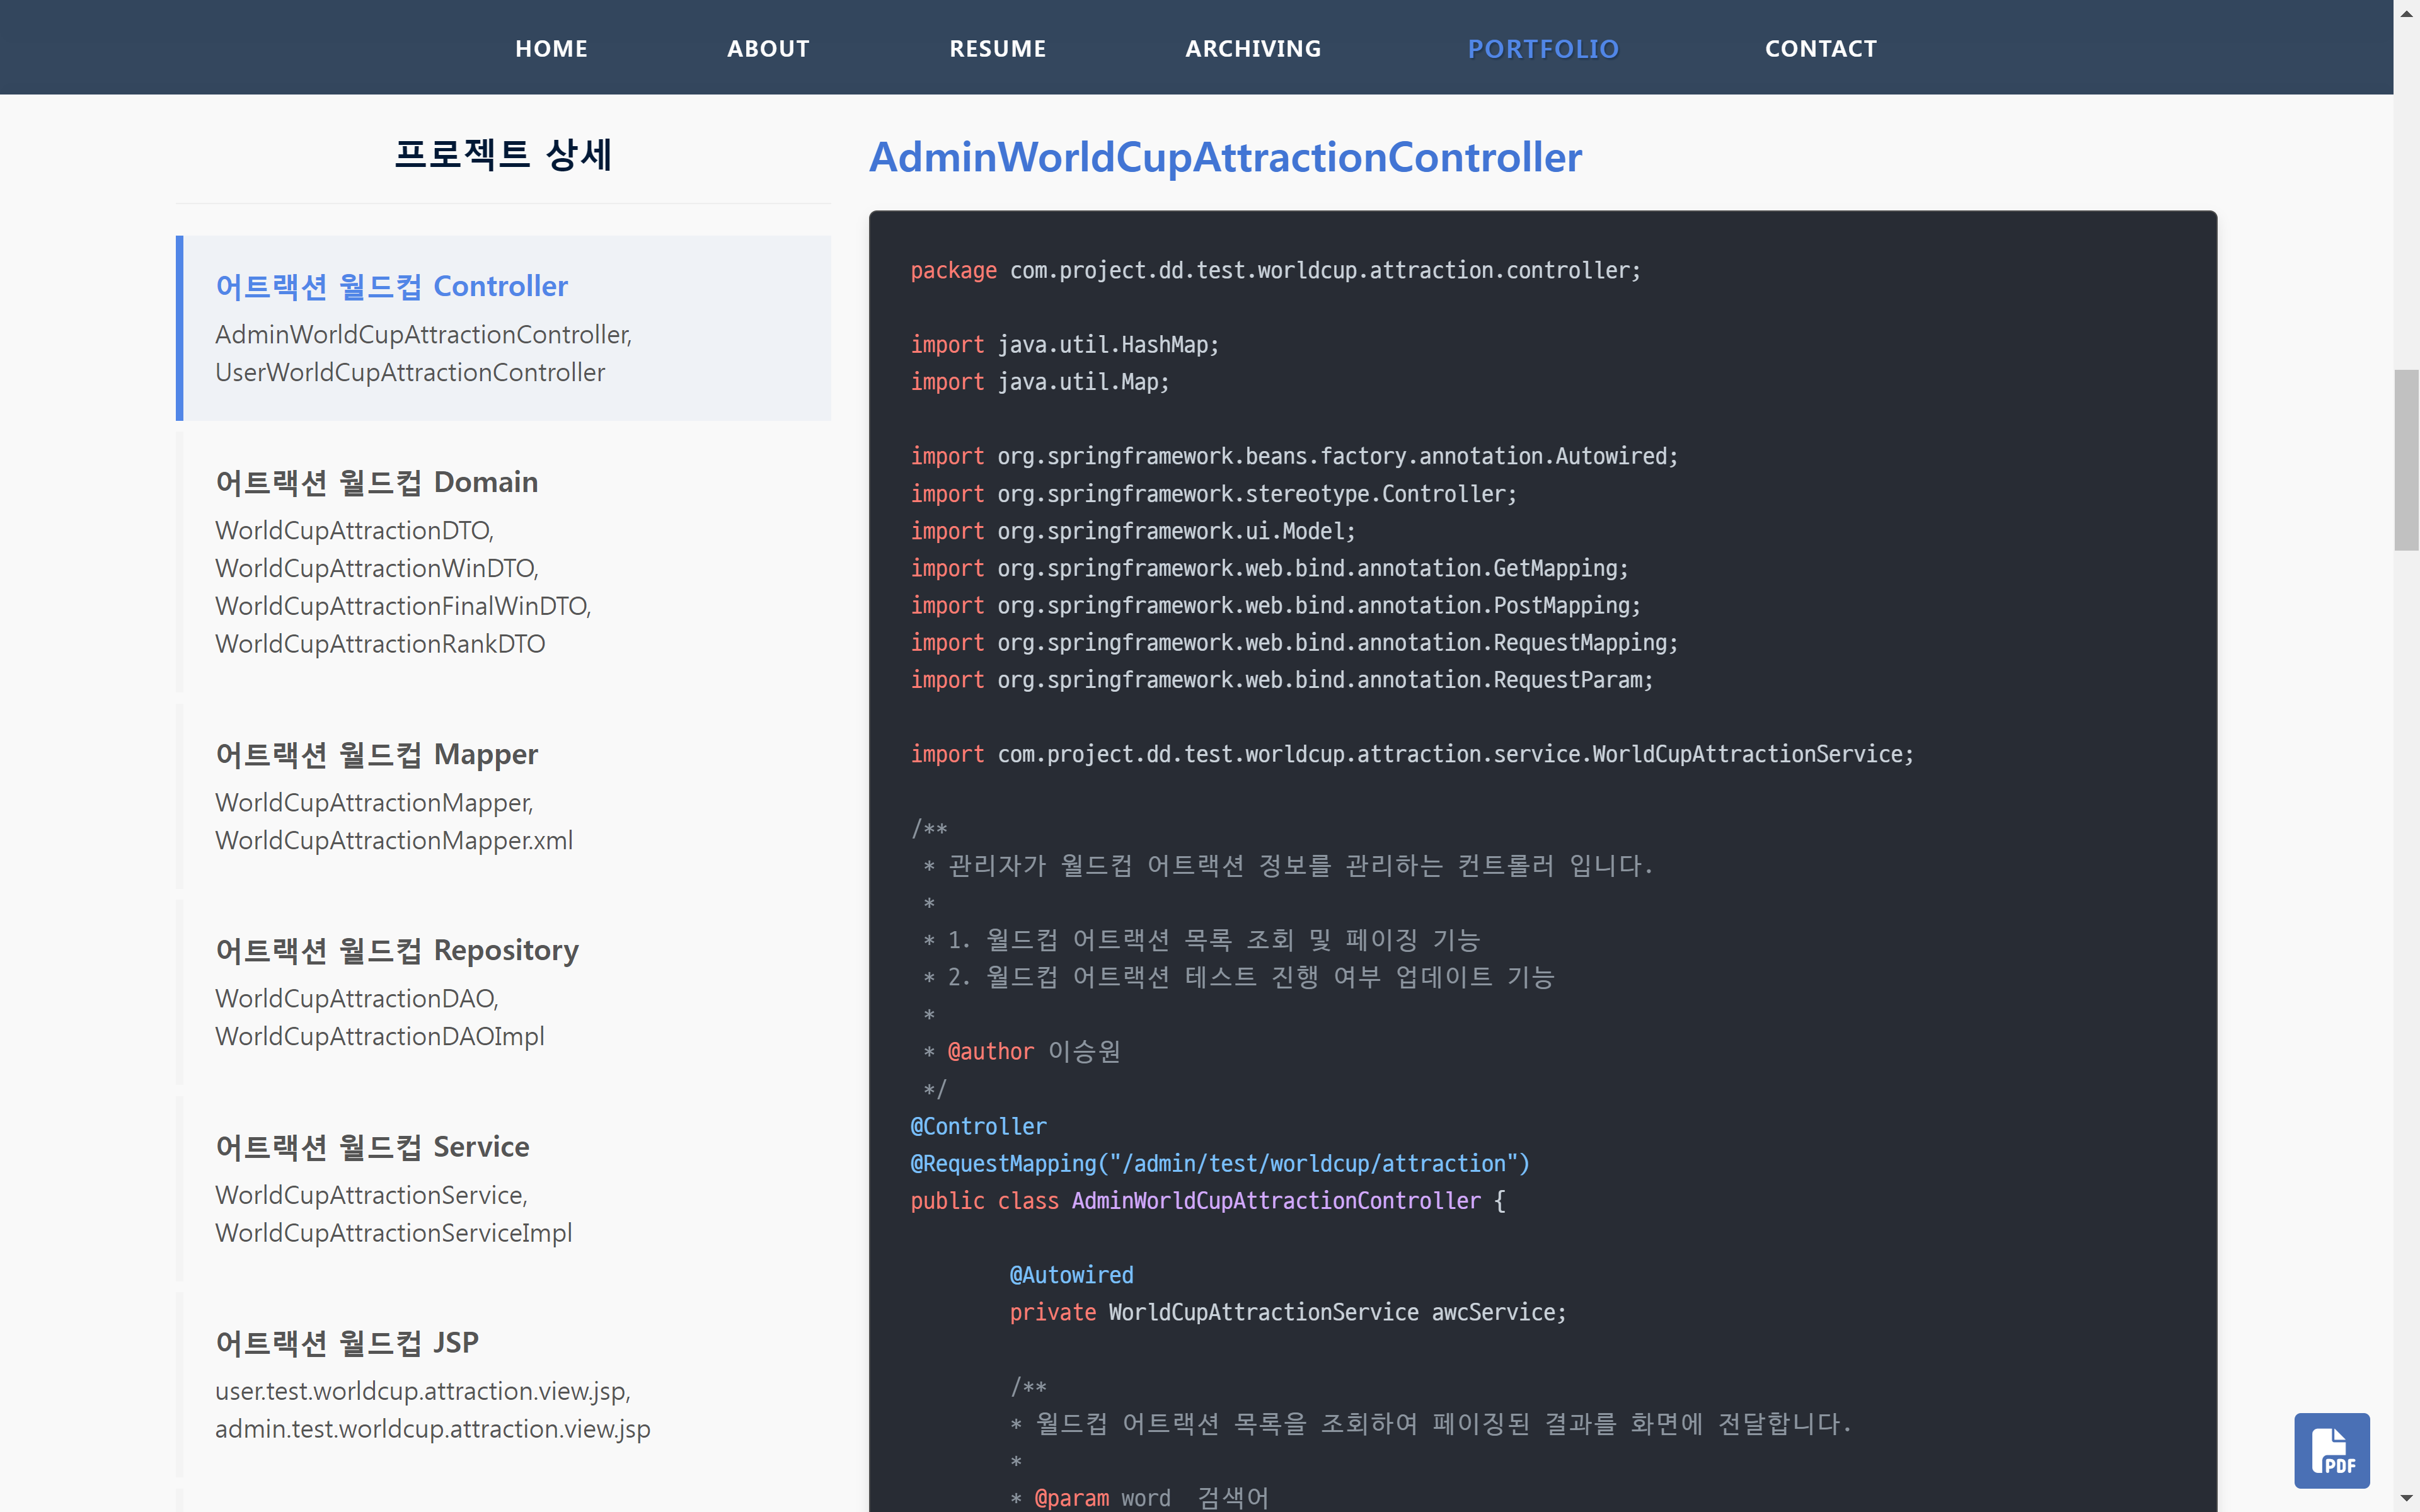 HOME
ABOUT
RESUME
ARCHIVING
PORTFOLIO
CONTACT
프로젝트 상세
어트랙션 월드컵 Controller
AdminWorldCupAttractionController,
UserWorldCupAttractionController
어트랙션 월드컵 Domain
WorldCupAttractionDTO,
WorldCupAttractionWinDTO,
WorldCupAttractionFinalWinDTO,
WorldCupAttractionRankDTO
어트랙션 월드컵 Mapper
WorldCupAttractionMapper,
WorldCupAttractionMapper.xml
어트랙션 월드컵 Repository
WorldCupAttractionDAO,
WorldCupAttractionDAOImpl
어트랙션 월드컵 Service
WorldCupAttractionService,
WorldCupAttractionServiceImpl
어트랙션 월드컵 JSP
user.test.worldcup.attraction.view.jsp,
admin.test.worldcup.attraction.view.jsp
AdminWorldCupAttractionController
package com.project.dd.test.worldcup.attraction.controller;
import java.util.HashMap;
import java.util.Map;
import org.springframework.beans.factory.annotation.Autowired;
import org.springframework.stereotype.Controller;
import org.springframework.ui.Model;
import org.springframework.web.bind.annotation.GetMapping;
import org.springframework.web.bind.annotation.PostMapping;
import org.springframework.web.bind.annotation.RequestMapping;
import org.springframework.web.bind.annotation.RequestParam;
import com.project.dd.test.worldcup.attraction.service.WorldCupAttractionService;
/**
* 관리자가 월드컵 어트랙션 정보를 관리하는 컨트롤러 입니다.
*
* 1. 월드컵 어트랙션 목록 조회 및 페이징 기능
* 2. 월드컵 어트랙션 테스트 진행 여부 업데이트 기능
*
* @author 이승원
*/
@Controller
@RequestMapping("/admin/test/worldcup/attraction")
public class AdminWorldCupAttractionController {
@Autowired
private WorldCupAttractionService awcService;
/**
* 월드컵 어트랙션 목록을 조회하여 페이징된 결과를 화면에 전달합니다.
*
* @param word 검색어
PDF